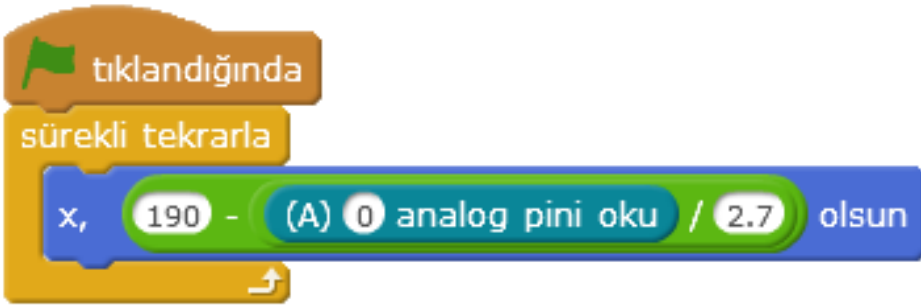 tıklandığında
sürekli tekrarla
x, 190 - (A) 0 analog pini oku / 2.7 olsun